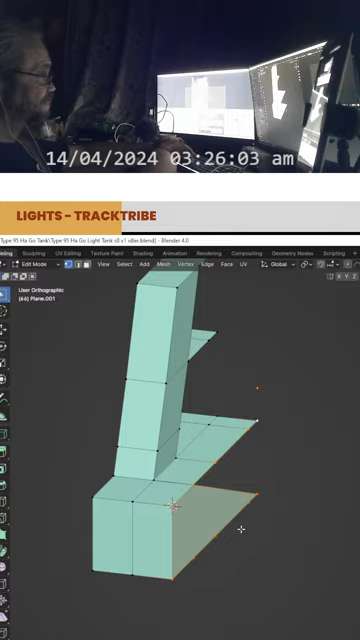 14/04/2024 03:26:03 am
LIGHTS - TRACKTRIBE
Type 95 Ha Go Tank\Type 95 Ha Go Light Tank s8 v1 idler.blend] - Blender 4.0
Sculpting UV Editing Texture Paint Shading Animation Rendering Compositing Geometry Nodes Scripting
Edit Mode View Select Add Mesh Vertex Edge Face UV Global
X Y Z
User Orthographic
(66) Plane.001